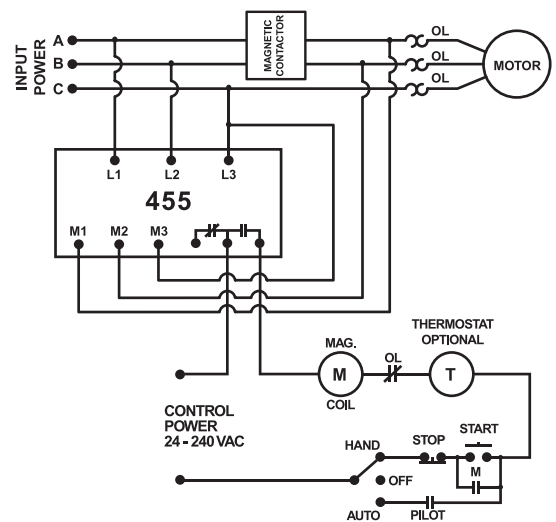 INPUT
POWER
A
B
C
MAGNETIC
CONTACTOR
OL
OL
OL
MOTOR
L1 L2 L3
455
M1 M2 M3
MAG.
M
COIL
OL
THERMOSTAT
OPTIONAL
T
CONTROL
POWER
24 - 240 VAC
HAND
STOP
START
OFF
M
AUTO
PILOT